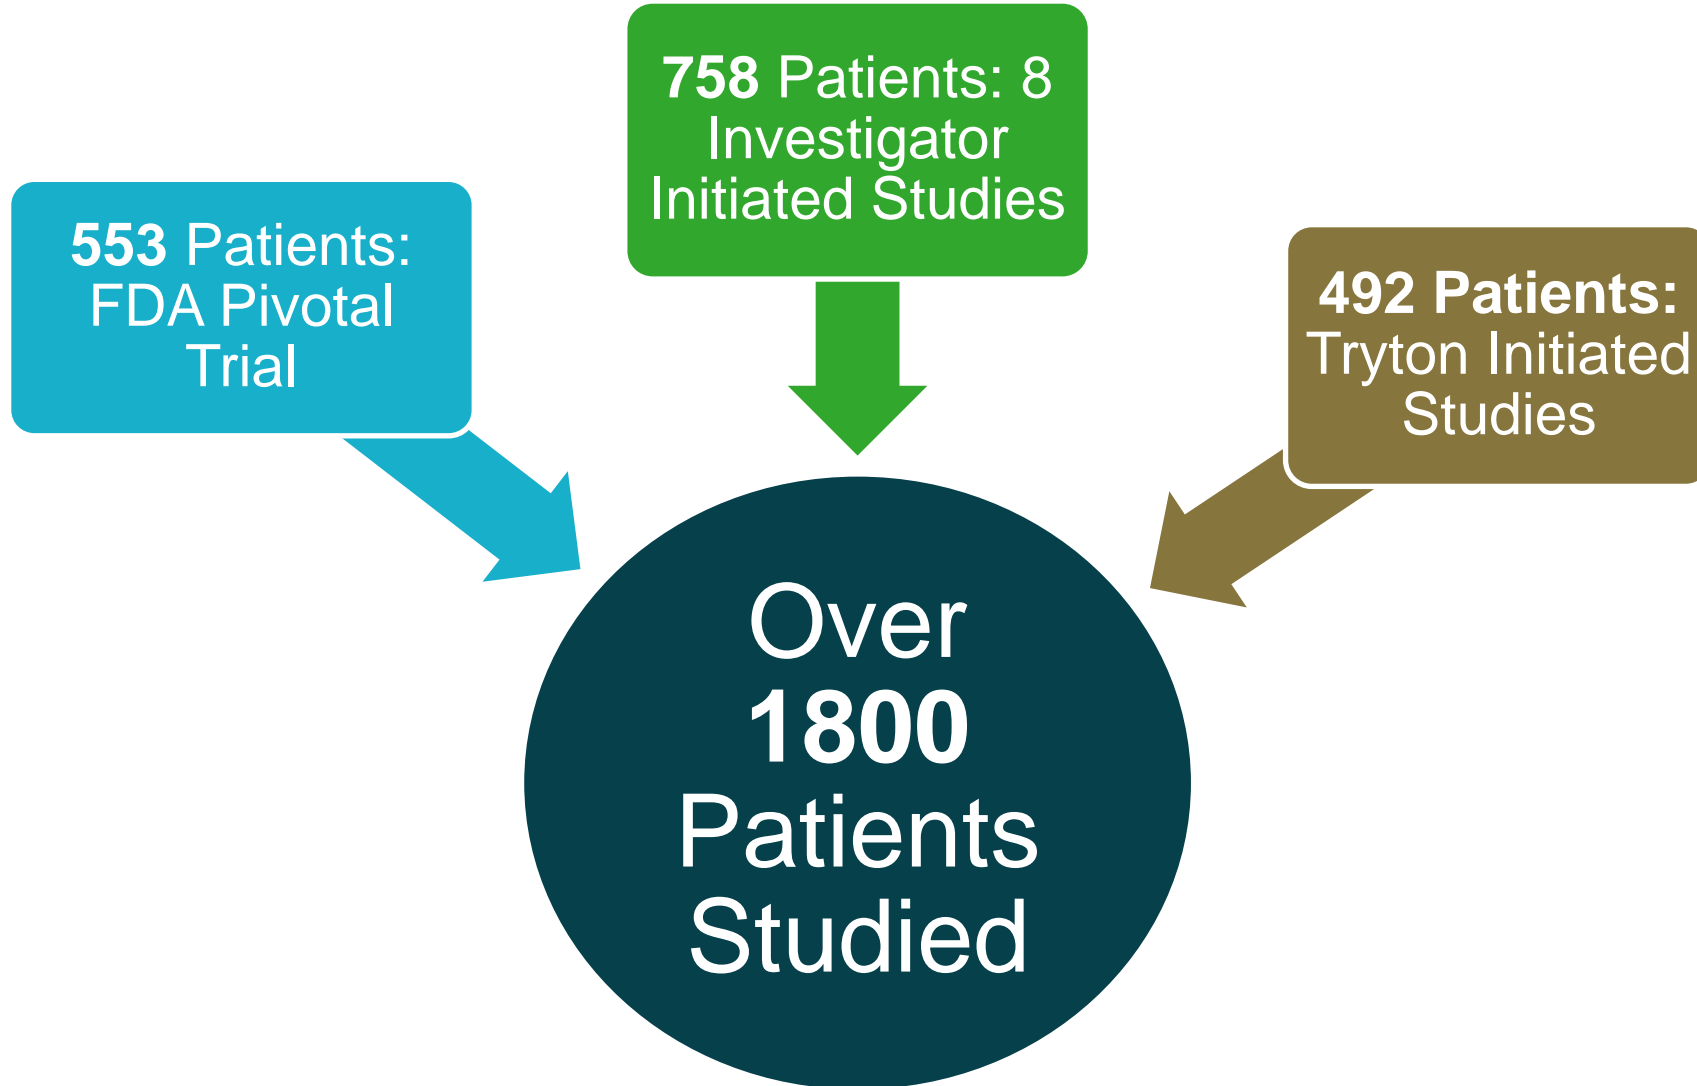 758 Patients: 8
Investigator
Initiated Studies
553 Patients:
FDA Pivotal
Trial
492 Patients:
Tryton Initiated
Studies
Over
1800
Patients
Studied